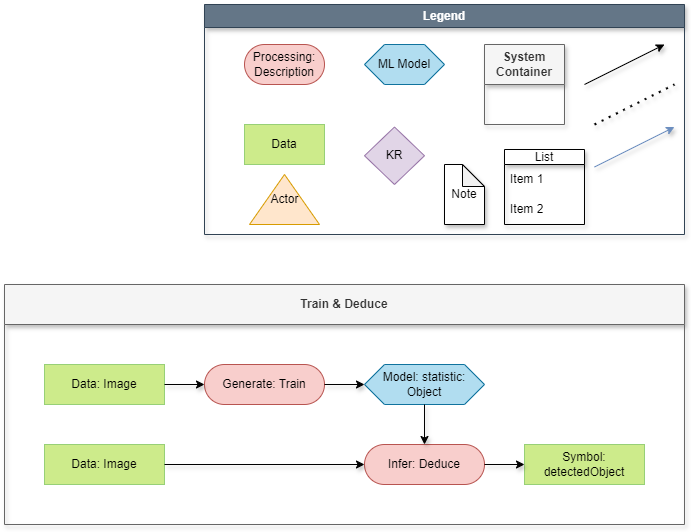 Legend
Processing:
Description
ML Model
System
Container
Data
KR
Actor
Note
List
Item 1
Item 2
Train & Deduce
Data: Image
Generate: Train
Model: statistic:
Object
Data: Image
Infer: Deduce
Symbol:
detectedObject